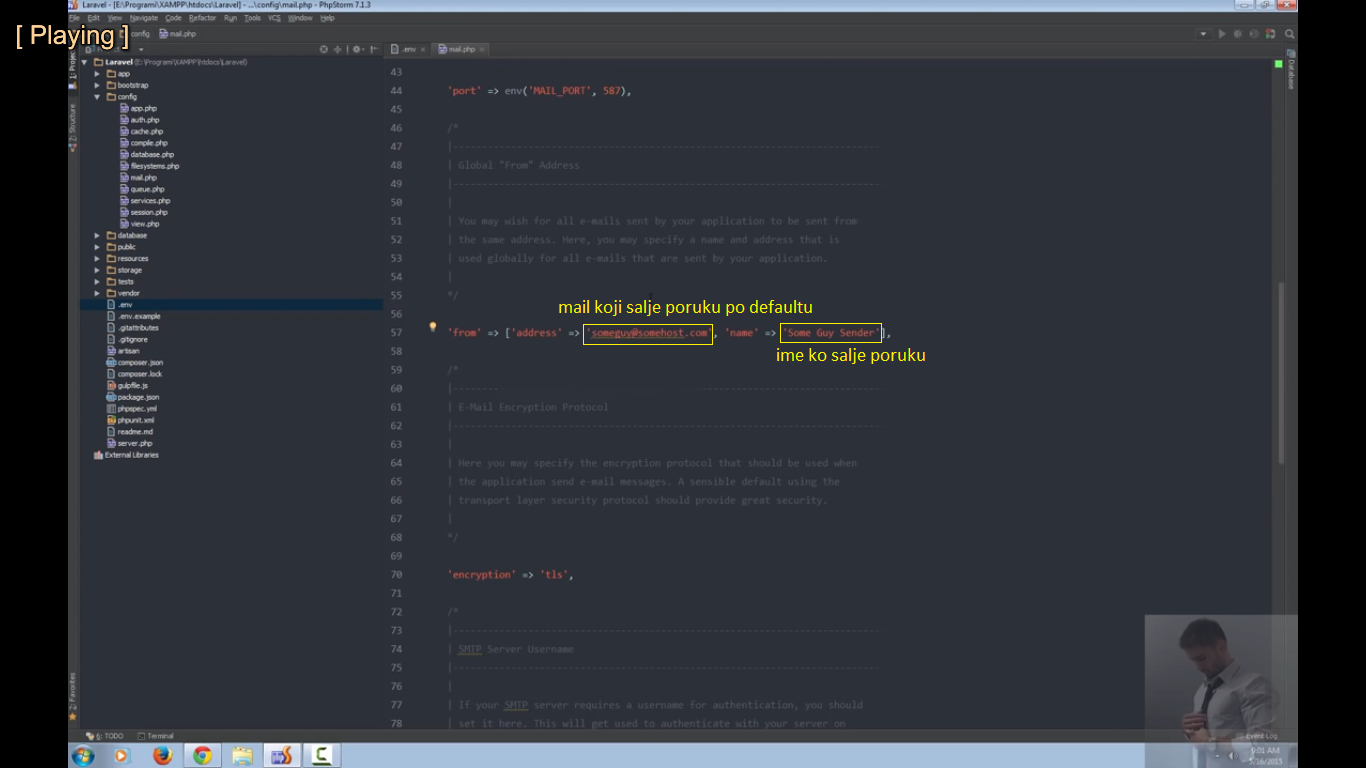 Laravel - [E:\Programi\XAMPP\htdocs\Laravel] - ...\config\mail.php - PhpStorm 7.1.3
File Edit View Navigate Code Refactor Run Tools VCS Window Help
[ Playing ]
config mail.php
.env mail.php
1: Project
Z: Structure
2: Favorites
Database
Laravel (E:\Programi\XAMPP\htdocs\Laravel)
app
bootstrap
config
app.php
auth.php
cache.php
compile.php
database.php
filesystems.php
mail.php
queue.php
services.php
session.php
view.php
database
public
resources
storage
tests
vendor
.env
.env.example
.gitattributes
.gitignore
artisan
composer.json
composer.lock
gulpfile.js
package.json
phpspec.yml
phpunit.xml
readme.md
server.php
External Libraries
43
44 'port' => env('MAIL_PORT', 587),
45
46 /*
47 |--------------------------------------------------------------------------
48 | Global "From" Address
49 |--------------------------------------------------------------------------
50 |
51 | You may wish for all e-mails sent by your application to be sent from
52 | the same address. Here, you may specify a name and address that is
53 | used globally for all e-mails that are sent by your application.
54 |
55 */
mail koji salje poruku po defaultu
56
57 'from' => ['address' => 'someguy@somehost.com', 'name' => 'Some Guy Sender'],
ime ko salje poruku
58
59 /*
60 |--------------------------------------------------------------------------
61 | E-Mail Encryption Protocol
62 |--------------------------------------------------------------------------
63 |
64 | Here you may specify the encryption protocol that should be used when
65 | the application send e-mail messages. A sensible default using the
66 | transport layer security protocol should provide great security.
67 |
68 */
69
70 'encryption' => 'tls',
71
72 /*
73 |--------------------------------------------------------------------------
74 | SMTP Server Username
75 |--------------------------------------------------------------------------
76 |
77 | If your SMTP server requires a username for authentication, you should
78 | set it here. This will get used to authenticate with your server on
6: TODO Terminal Event Log
9:01 AM
5/16/2015